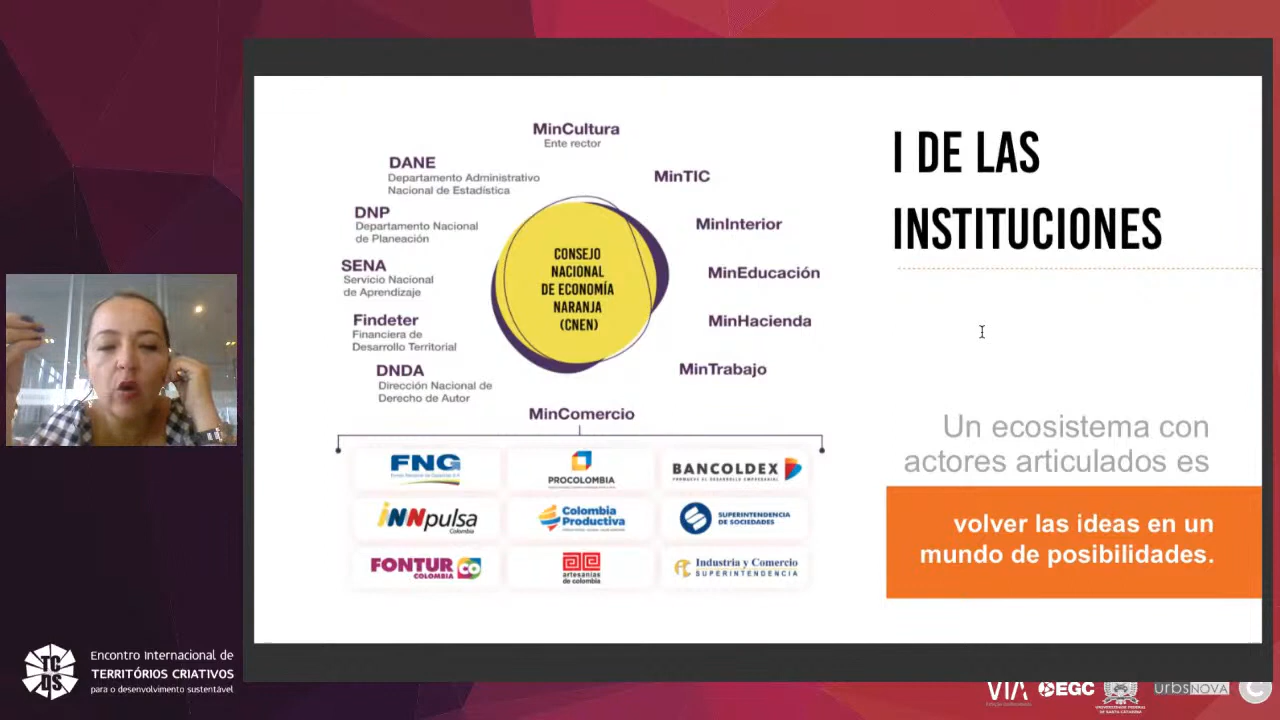 MinCultura
Ente rector
DANE
Departamento Administrativo
Nacional de Estadística
MinTIC
DNP
Departamento Nacional
de Planeación
MinInterior
SENA
Servicio Nacional
de Aprendizaje
MinEducación
Findeter
Financiera de
Desarrollo Territorial
MinHacienda
DNDA
Dirección Nacional de
Derecho de Autor
MinTrabajo
CONSEJO
NACIONAL
DE ECONOMÍA
NARANJA
(CNEN)
MinComercio
FNG
PROCOLOMBIA
BANCOLDEX
iNNpulsa
Colombia
Colombia
Productiva
SUPERINTENDENCIA
DE SOCIEDADES
FONTUR
COLOMBIA
CO
artesanías
de colombia
Industria y Comercio
SUPERINTENDENCIA
I DE LAS
INSTITUCIONES
Un ecosistema con
actores articulados es
volver las ideas en un
mundo de posibilidades.
TC
DS
Encontro Internacional de
TERRITÓRIOS CRIATIVOS
para o desenvolvimento sustentável
VIA
EGC
urbsNOVA
C